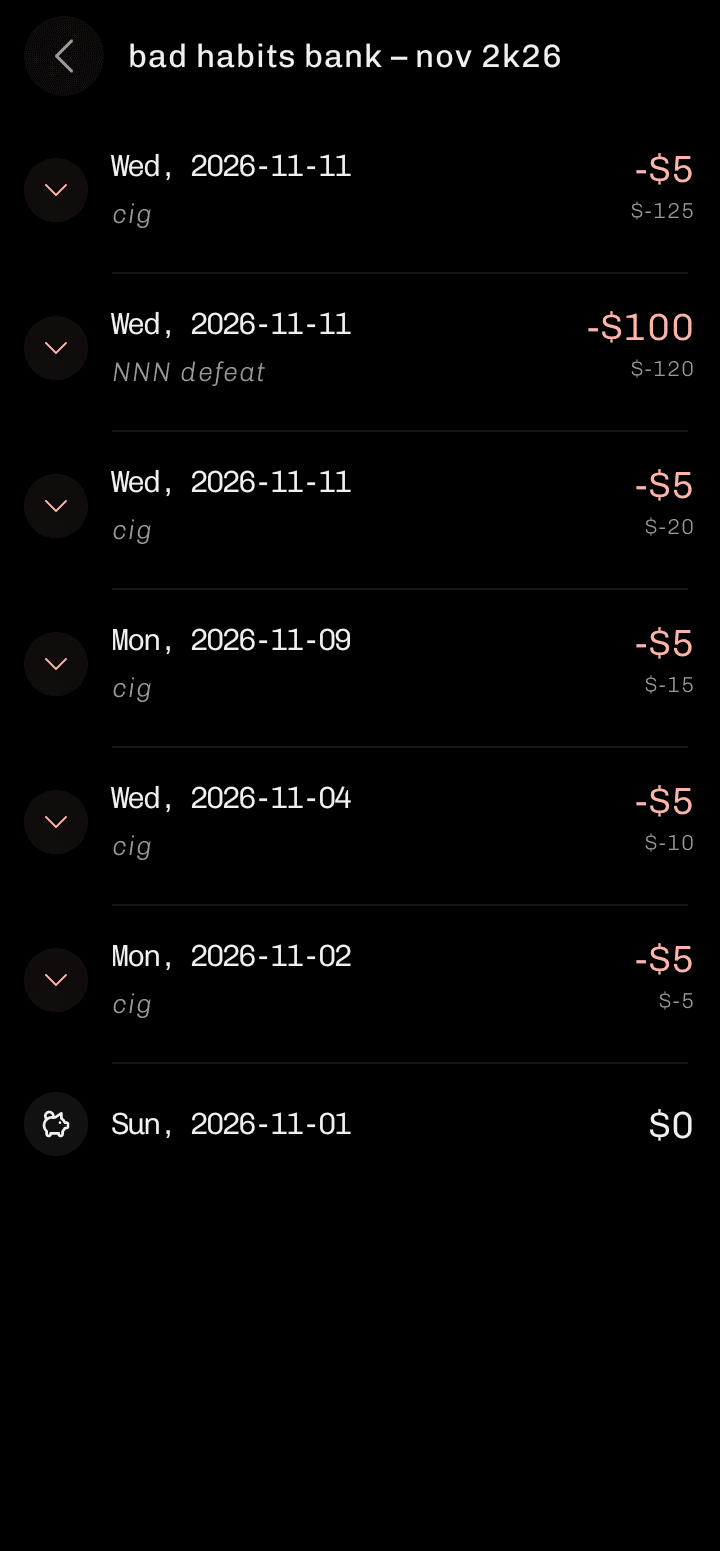 bad habits bank – nov 2k26
Wed, 2026-11-11
-$5
cig
$-125
Wed, 2026-11-11
-$100
NNN defeat
$-120
Wed, 2026-11-11
-$5
cig
$-20
Mon, 2026-11-09
-$5
cig
$-15
Wed, 2026-11-04
-$5
cig
$-10
Mon, 2026-11-02
-$5
cig
$-5
Sun, 2026-11-01
$0